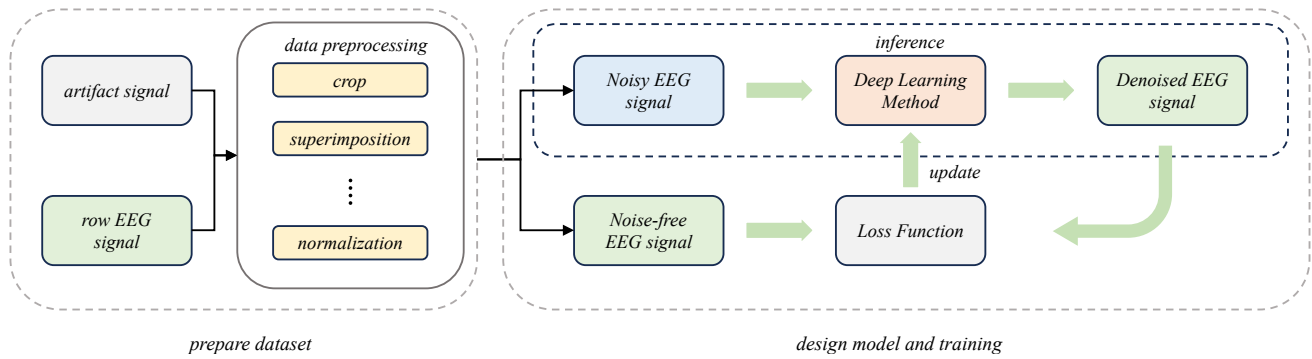 data preprocessing
artifact signal
crop
superimposition
row EEG
signal
normalization
prepare dataset
inference
Noisy EEG
signal
Deep Learning
Method
Denoised EEG
signal
update
Noise-free
EEG signal
Loss Function
design model and training